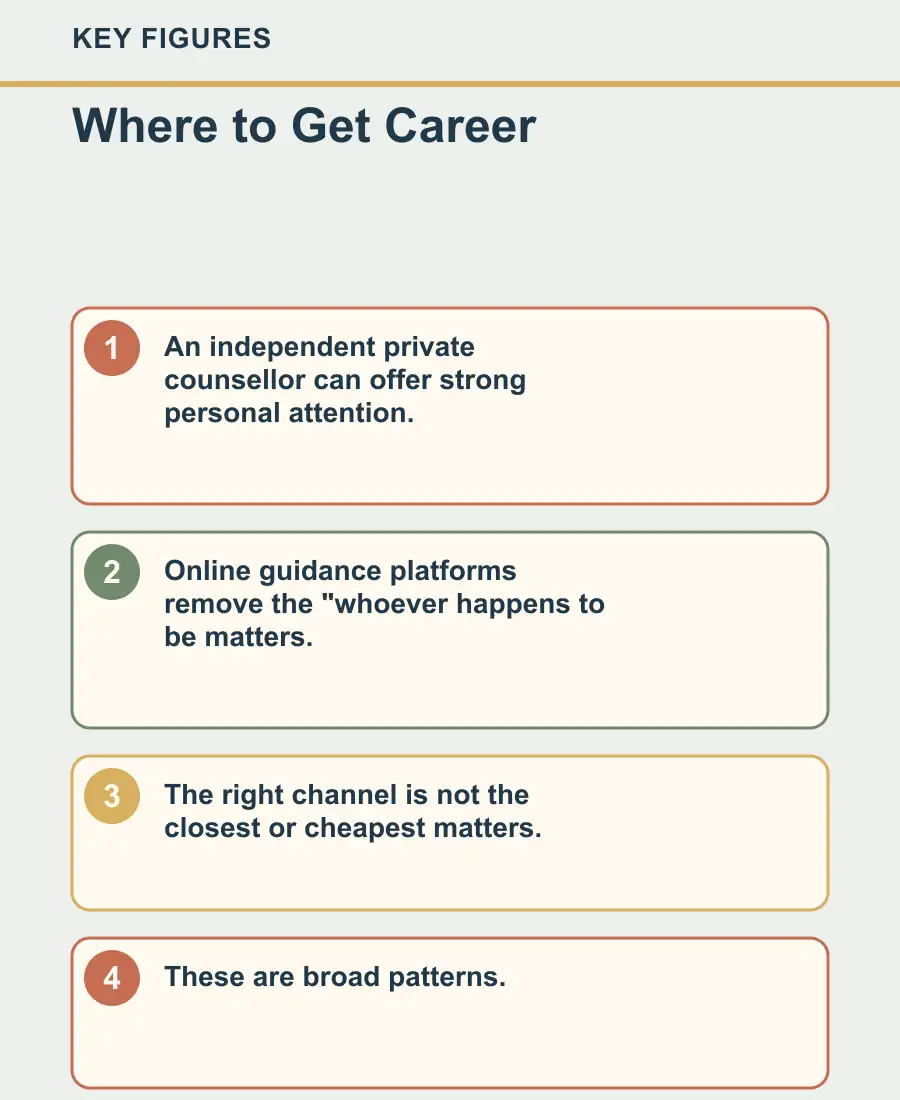 KEY FIGURES
Where to Get Career
1
An independent private
counsellor can offer strong
personal attention.
2
Online guidance platforms
remove the "whoever happens to
be matters.
3
The right channel is not the
closest or cheapest matters.
4
These are broad patterns.